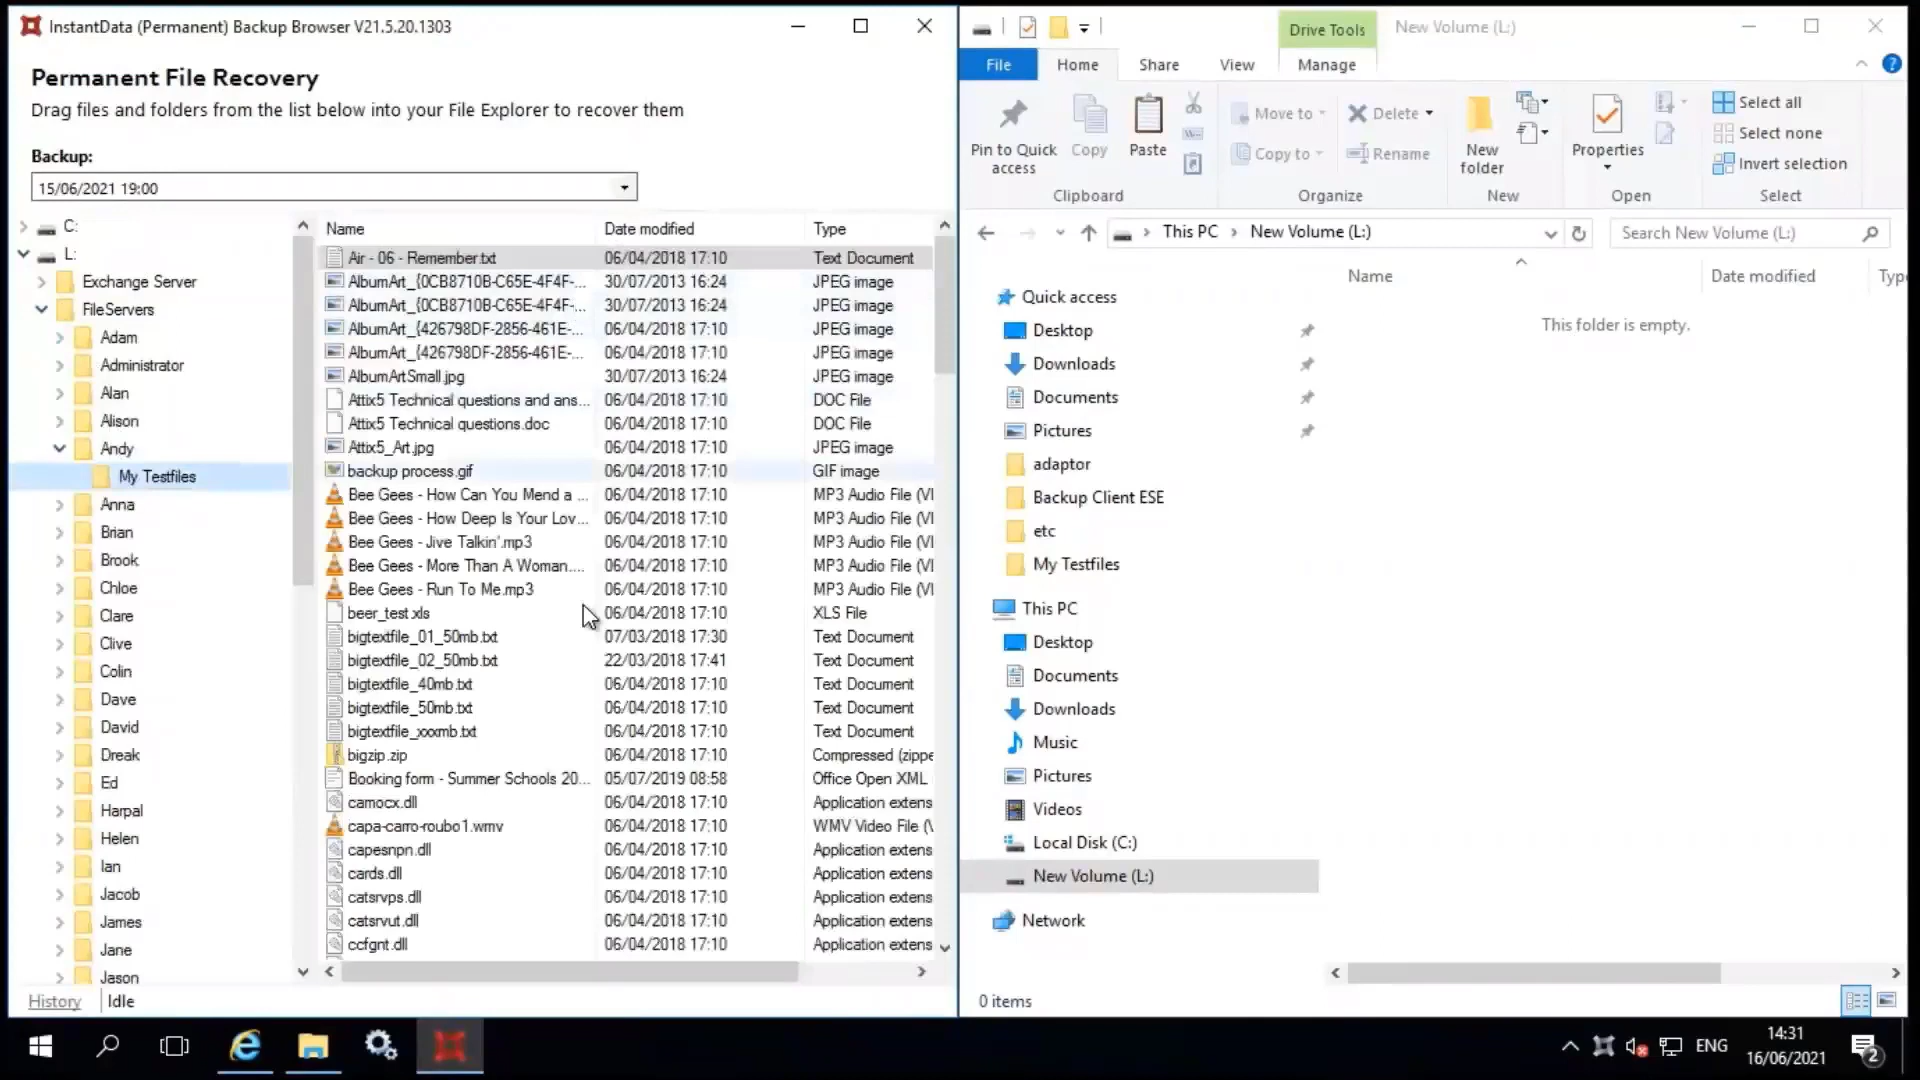 InstantData (Permanent) Backup Browser V21.5.20.1303
Permanent File Recovery
Drag files and folders from the list below into your File Explorer to recover them
Backup:
15/06/2021 19:00
C:
L:
Exchange Server
FileServers
Adam
Administrator
Alan
Alison
Andy
My Testfiles
Anna
Brian
Brook
Chloe
Clare
Clive
Colin
Dave
David
Dreak
Ed
Harpal
Helen
Ian
Jacob
James
Jane
Jason
Name Date modified Type
Air - 06 - Remember.txt 06/04/2018 17:10 Text Document
AlbumArt_{0CB8710B-C65E-4F4F-... 30/07/2013 16:24 JPEG image
AlbumArt_{0CB8710B-C65E-4F4F-... 30/07/2013 16:24 JPEG image
AlbumArt_{426798DF-2856-461E-... 06/04/2018 17:10 JPEG image
AlbumArt_{426798DF-2856-461E-... 06/04/2018 17:10 JPEG image
AlbumArtSmall.jpg 30/07/2013 16:24 JPEG image
Attix5 Technical questions and ans... 06/04/2018 17:10 DOC File
Attix5 Technical questions.doc 06/04/2018 17:10 DOC File
Attix5_Art.jpg 06/04/2018 17:10 JPEG image
backup process.gif 06/04/2018 17:10 GIF image
Bee Gees - How Can You Mend a ... 06/04/2018 17:10 MP3 Audio File (VI
Bee Gees - How Deep Is Your Lov... 06/04/2018 17:10 MP3 Audio File (VI
Bee Gees - Jive Talkin'.mp3 06/04/2018 17:10 MP3 Audio File (VI
Bee Gees - More Than A Woman.... 06/04/2018 17:10 MP3 Audio File (VI
Bee Gees - Run To Me.mp3 06/04/2018 17:10 MP3 Audio File (VI
beer_test.xls 06/04/2018 17:10 XLS File
bigtextfile_01_50mb.txt 07/03/2018 17:30 Text Document
bigtextfile_02_50mb.txt 22/03/2018 17:41 Text Document
bigtextfile_40mb.txt 06/04/2018 17:10 Text Document
bigtextfile_50mb.txt 06/04/2018 17:10 Text Document
bigtextfile_xxxmb.txt 06/04/2018 17:10 Text Document
bigzip.zip 06/04/2018 17:10 Compressed (zippe
Booking form - Summer Schools 20... 05/07/2019 08:58 Office Open XML
camocx.dll 06/04/2018 17:10 Application extens
capa-carro-roubo1.wmv 06/04/2018 17:10 WMV Video File (V
capesnpn.dll 06/04/2018 17:10 Application extens
cards.dll 06/04/2018 17:10 Application extens
catsrvps.dll 06/04/2018 17:10 Application extens
catsrvut.dll 06/04/2018 17:10 Application extens
ccfgnt.dll 06/04/2018 17:10 Application extens
History Idle
Drive Tools New Volume (L:)
File Home Share View Manage
Pin to Quick access
Copy
Paste
Clipboard
Move to
Copy to
Delete
Rename
Organize
New folder
New
Properties
Open
Select all
Select none
Invert selection
Select
This PC New Volume (L:)
Search New Volume (L:)
Name Date modified Typ
This folder is empty.
Quick access
Desktop
Downloads
Documents
Pictures
adaptor
Backup Client ESE
etc
My Testfiles
This PC
Desktop
Documents
Downloads
Music
Pictures
Videos
Local Disk (C:)
New Volume (L:)
Network
0 items
ENG
14:31
16/06/2021
2